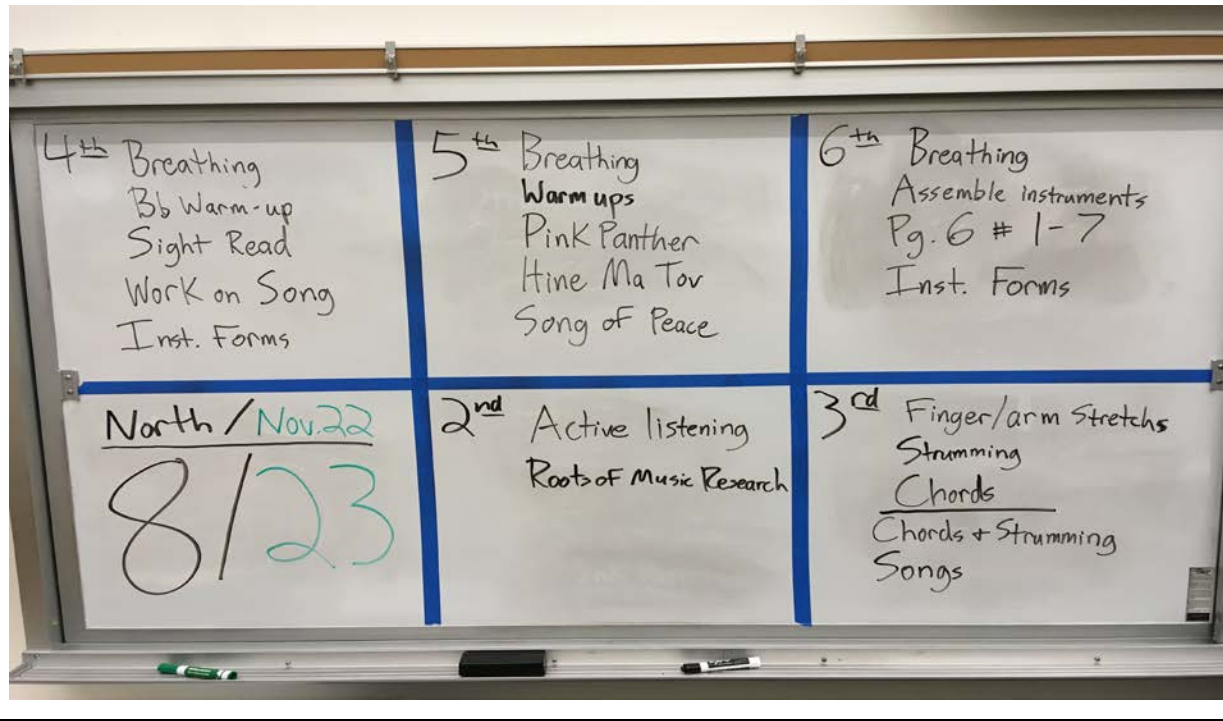 4th Breathing
Bb Warm-up
Sight Read
Work on Song
Inst. Forms
5th Breathing
Warm ups
Pink Panther
Hine Ma Tov
Song of Peace
6th Breathing
Assemble instruments
Pg. 6 # 1-7
Inst. Forms
North / Nov. 22
8/23
2nd Active listening
Roots of Music Research
3rd Finger/arm Stretchs
Strumming
Chords
Chords + Strumming
Songs